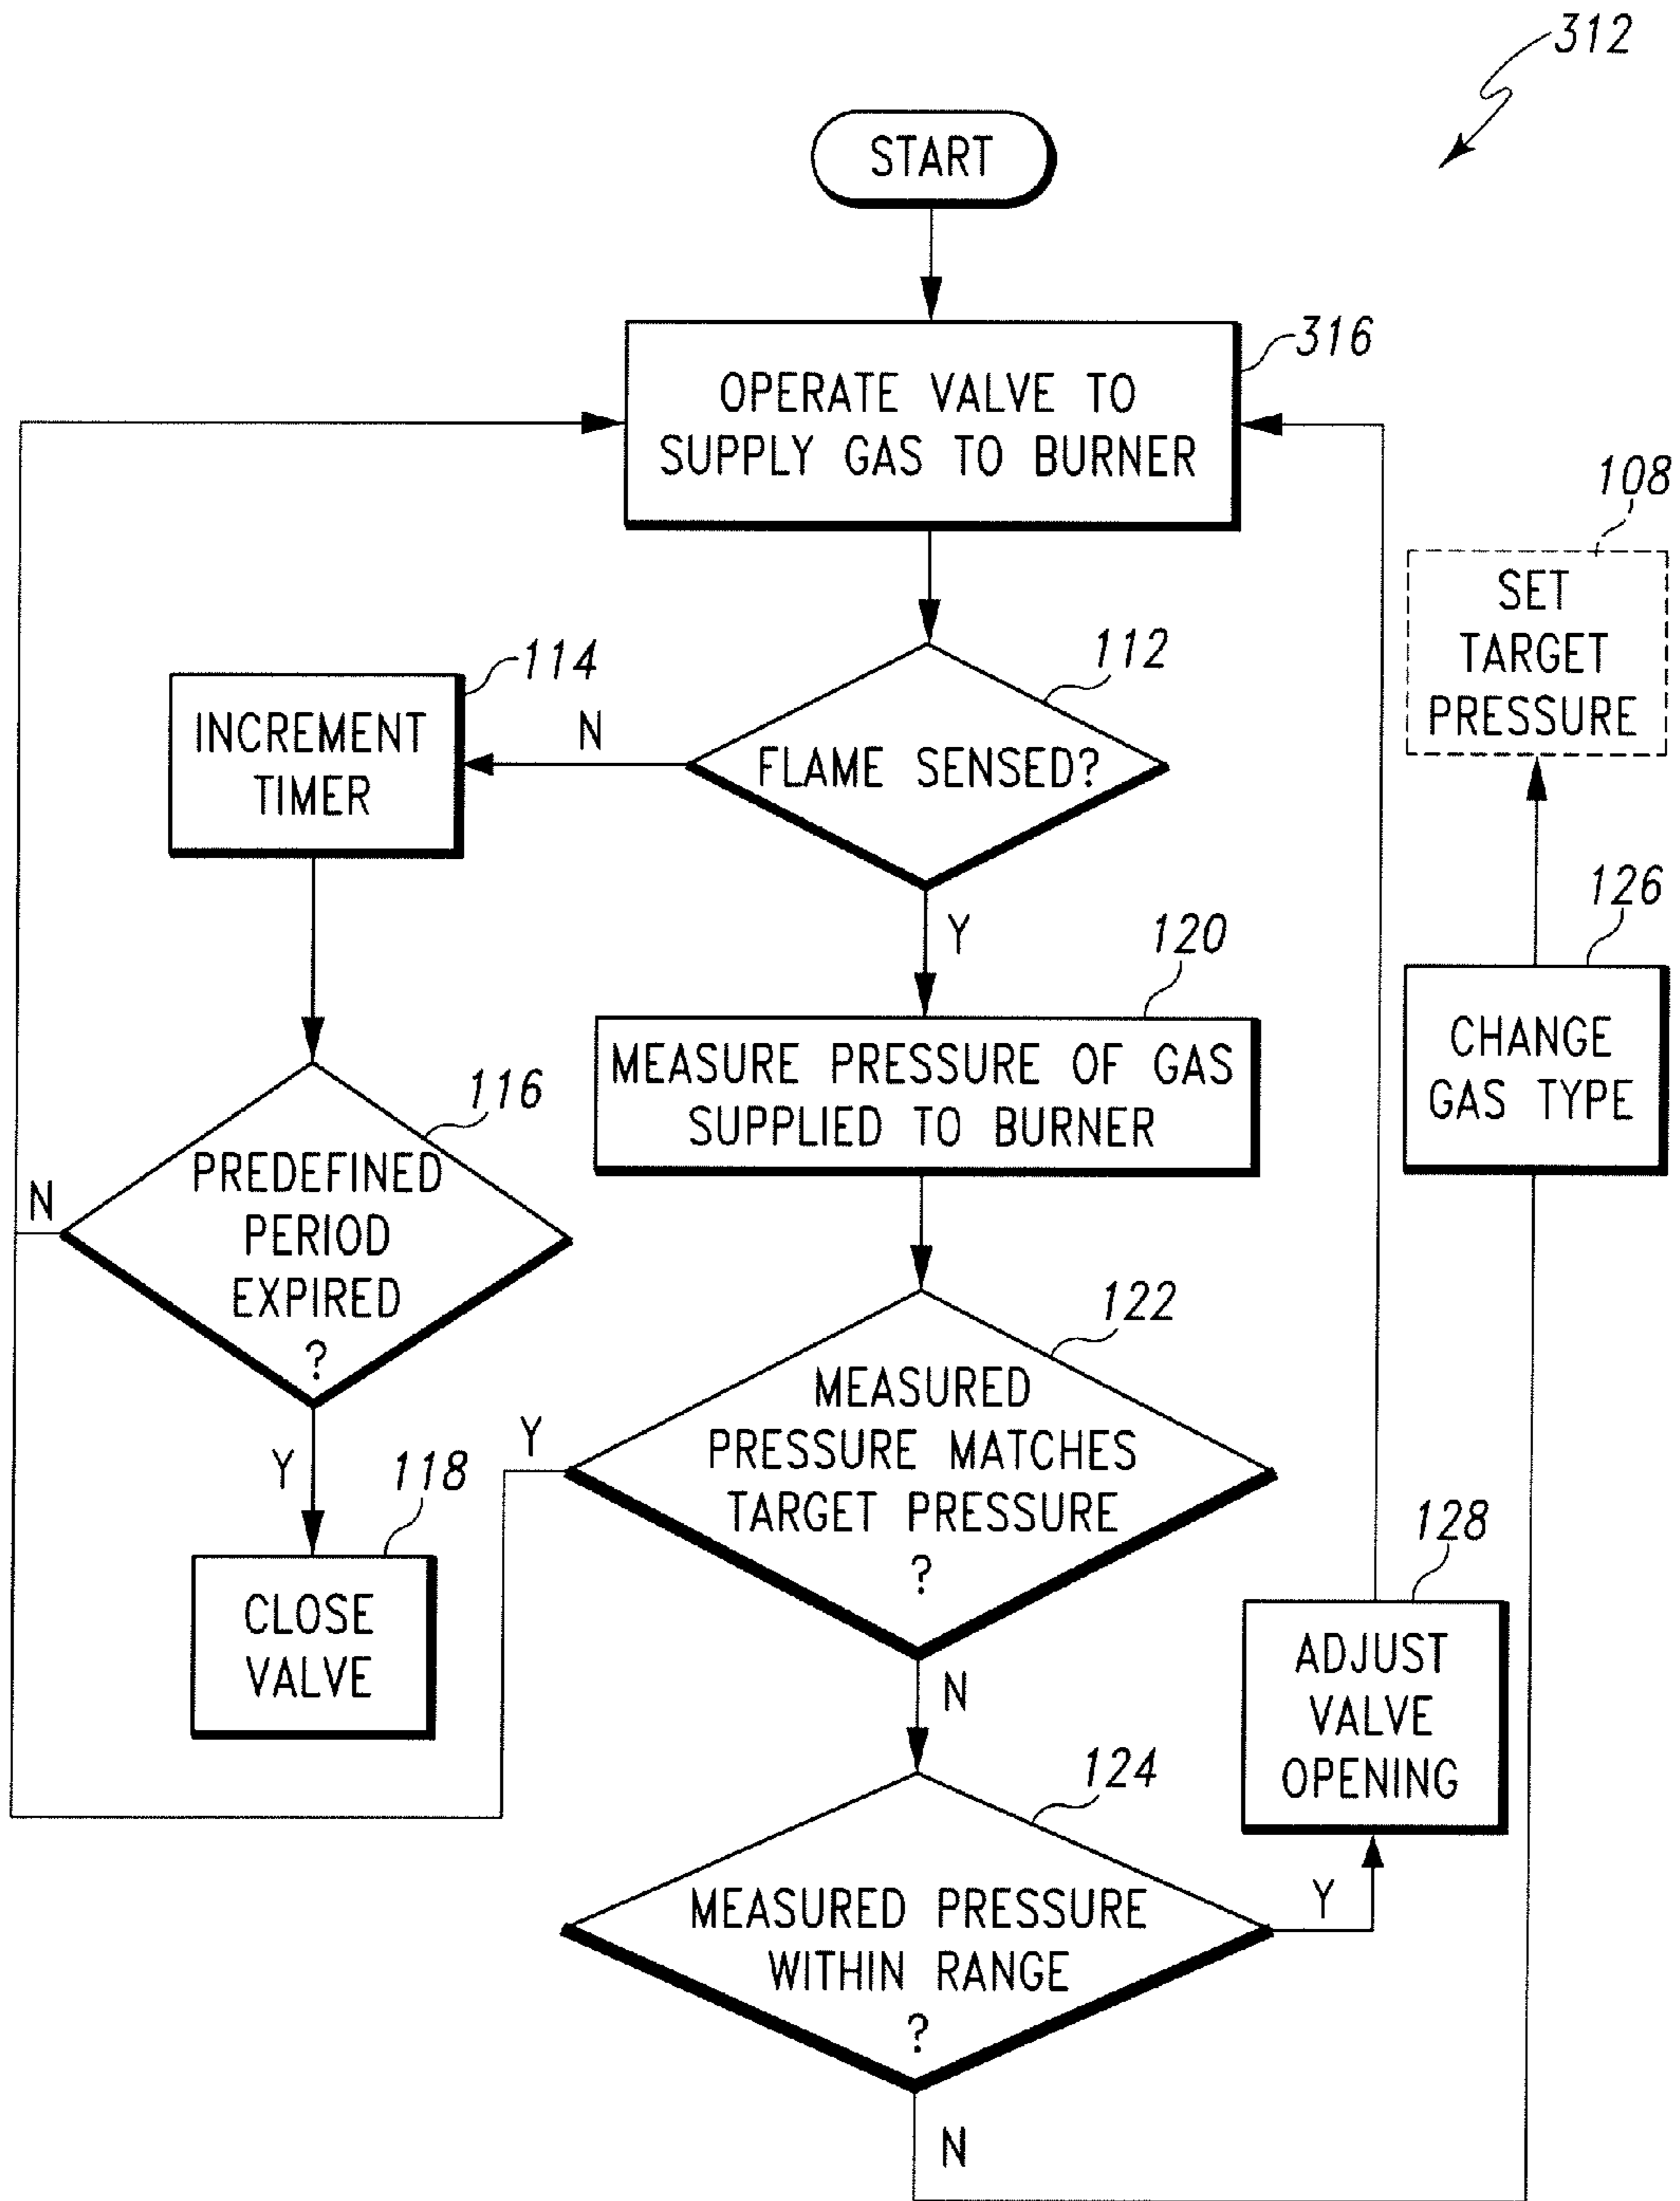 312
START
316
OPERATE VALVE TO
SUPPLY GAS TO BURNER
108
SET
TARGET
PRESSURE
114
INCREMENT
TIMER
N
112
FLAME SENSED?
Y
126
CHANGE
GAS TYPE
120
MEASURE PRESSURE OF GAS
SUPPLIED TO BURNER
116
N
PREDEFINED
PERIOD
EXPIRED
?
Y
118
CLOSE
VALVE
122
Y
MEASURED
PRESSURE MATCHES
TARGET PRESSURE
?
N
128
ADJUST
VALVE
OPENING
124
MEASURED PRESSURE
WITHIN RANGE
?
Y
N